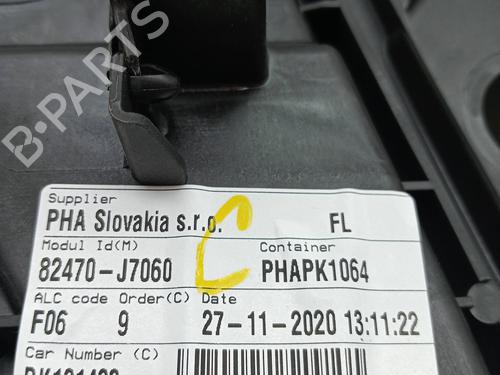 B-PARTS
Supplier
PHA Slovakia s.r.o. FL
Modul Id(M) Container
82470-J7060 PHAPK1064
ALC code Order(C) Date
F06 9 27-11-2020 13:11:22
Car Number (C)